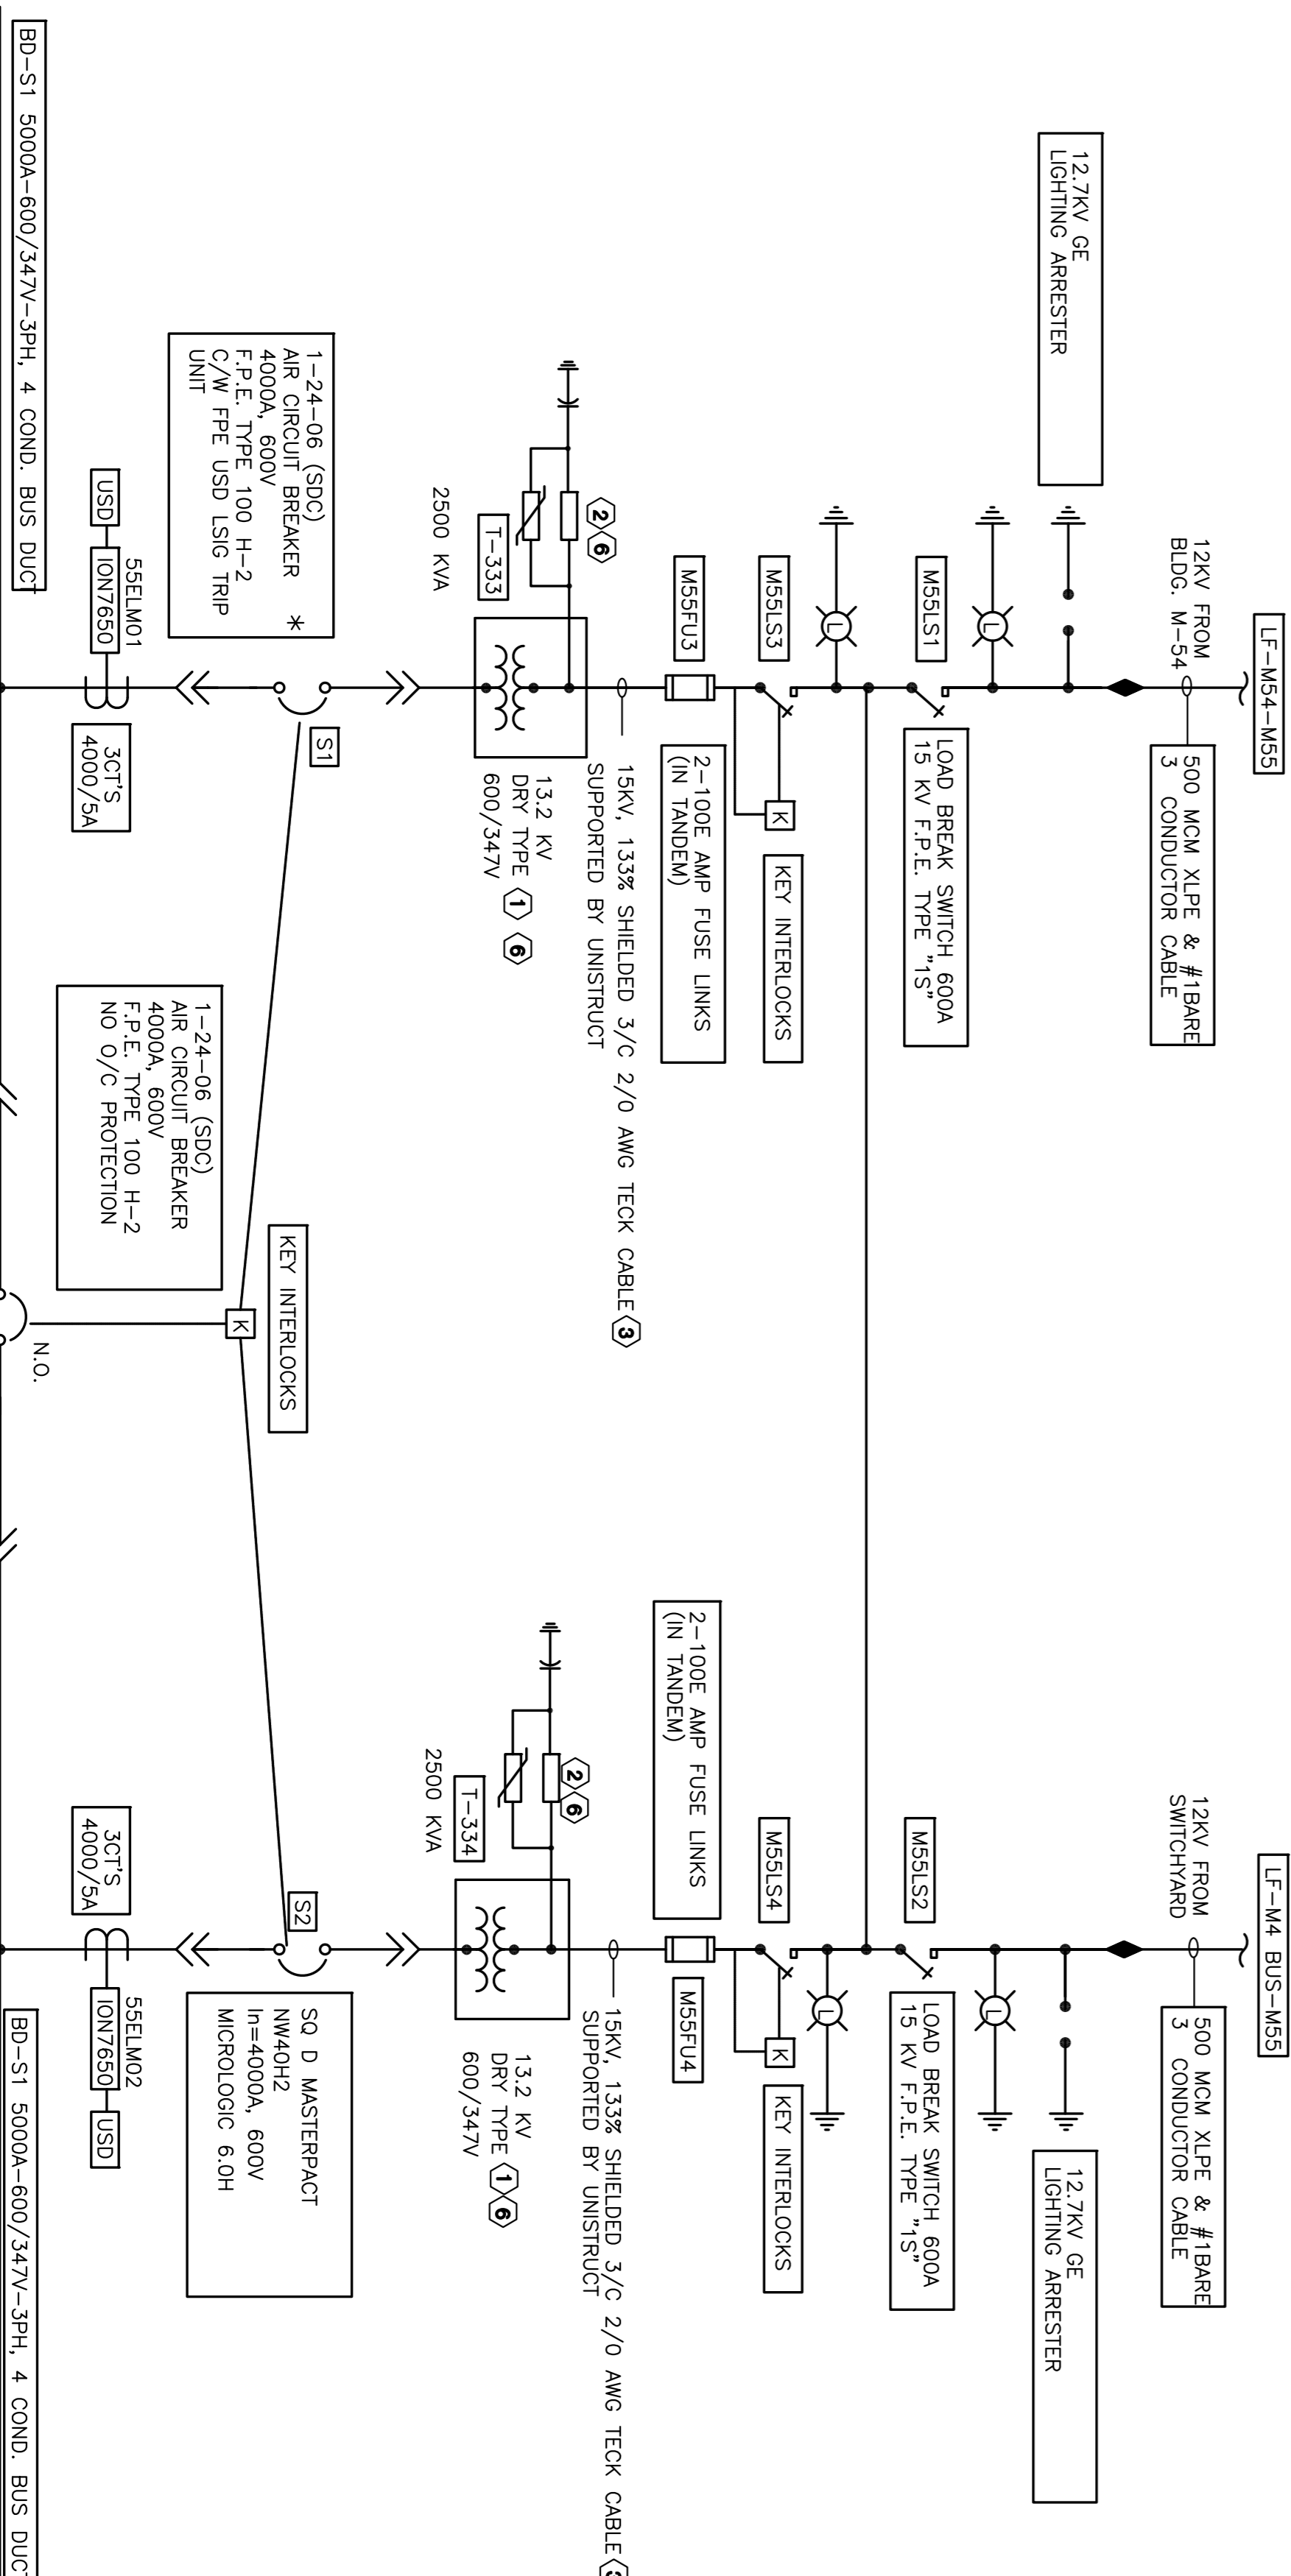 LF-M54-M55
12KV FROM
BLDG. M-54
500 MCM XLPE & #1BARE
3 CONDUCTOR CABLE
12.7KV GE
LIGHTING ARRESTER
L
M55LS1
LOAD BREAK SWITCH 600A
15 KV F.P.E. TYPE "1S"
L
M55LS3
K
KEY INTERLOCKS
M55FU3
2-100E AMP FUSE LINKS
(IN TANDEM)
15KV, 133% SHIELDED 3/C 2/0 AWG TECK CABLE 3
SUPPORTED BY UNISTRUCT
2 6
T-333
2500 KVA
13.2 KV
DRY TYPE 1 6
600/347V
S1
1-24-06 (SDC)
AIR CIRCUIT BREAKER *
4000A, 600V
F.P.E. TYPE 100 H-2
C/W FPE USD LSIG TRIP
UNIT
55ELM01
USD
ION7650
3CT'S
4000/5A
BD-S1 5000A-600/347V-3PH, 4 COND. BUS DUCT
KEY INTERLOCKS
K
1-24-06 (SDC)
AIR CIRCUIT BREAKER
4000A, 600V
F.P.E. TYPE 100 H-2
NO O/C PROTECTION
N.O.
LF-M4 BUS-M55
12KV FROM
SWITCHYARD
500 MCM XLPE & #1BARE
3 CONDUCTOR CABLE
12.7KV GE
LIGHTING ARRESTER
L
M55LS2
LOAD BREAK SWITCH 600A
15 KV F.P.E. TYPE "1S"
L
M55LS4
K
KEY INTERLOCKS
2-100E AMP FUSE LINKS
(IN TANDEM)
M55FU4
15KV, 133% SHIELDED 3/C 2/0 AWG TECK CABLE
SUPPORTED BY UNISTRUCT
2 6
T-334
2500 KVA
13.2 KV
DRY TYPE 1 6
600/347V
S2
SQ D MASTERPACT
NW40H2
In=4000A, 600V
MICROLOGIC 6.0H
3CT'S
4000/5A
55ELM02
ION7650
USD
BD-S1 5000A-600/347V-3PH, 4 COND. BUS DUCT